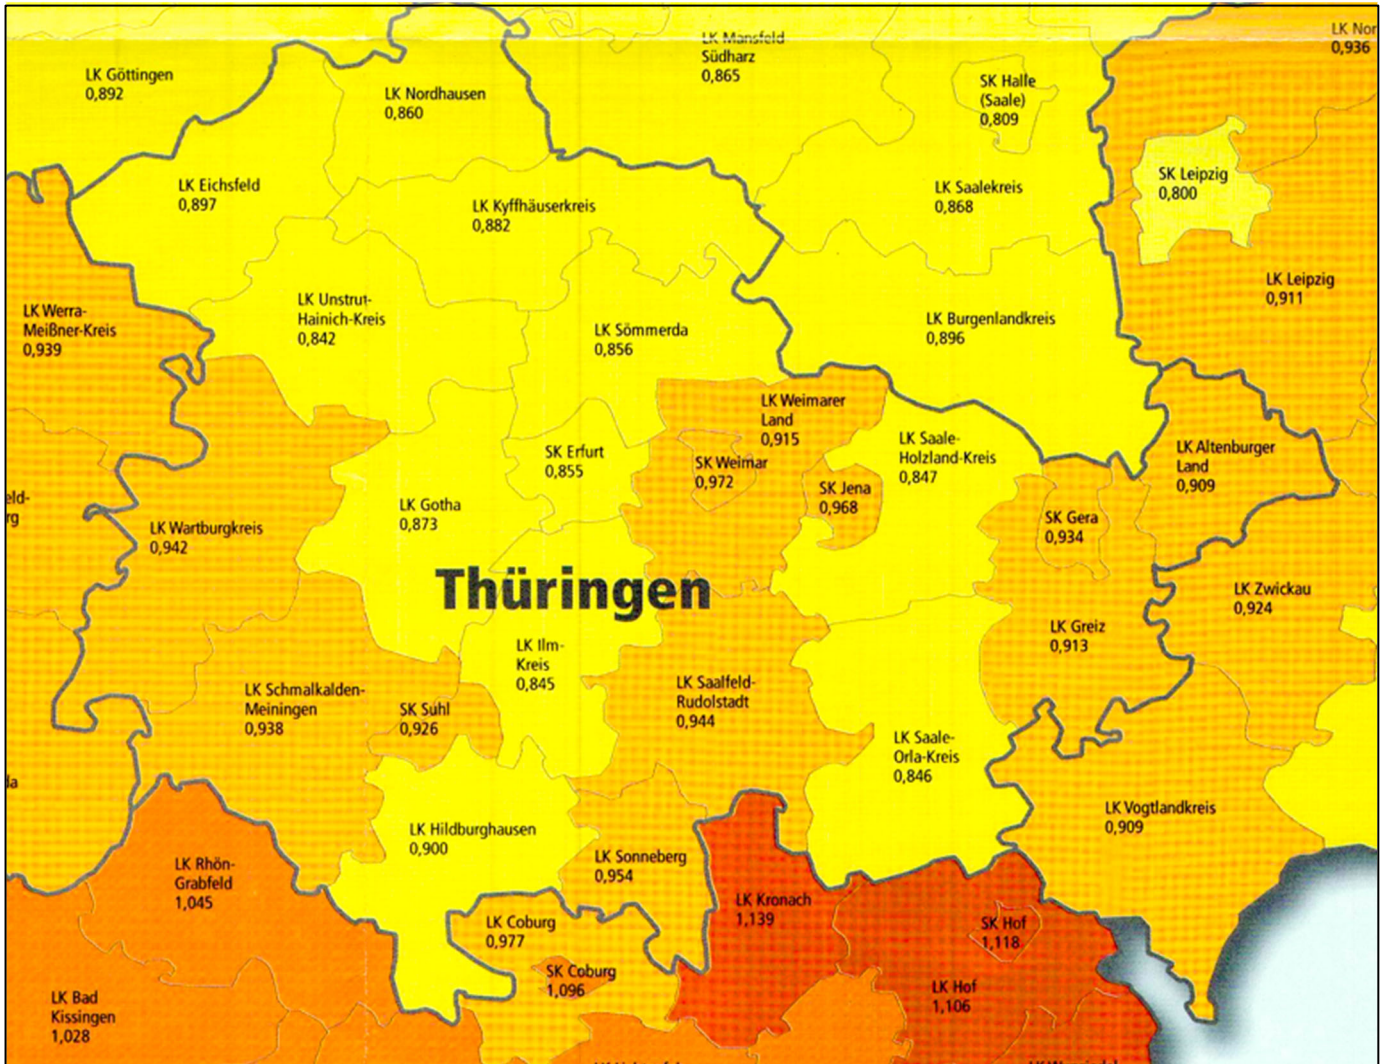 LK Mansfeld
Südharz
0,865
LK Nor
0,936
LK Göttingen
0,892
LK Nordhausen
0,860
SK Halle
(Saale)
0,809
LK Eichsfeld
0,897
LK Kyffhäuserkreis
0,882
LK Saalekreis
0,868
SK Leipzig
0,800
LK Werra-
Meißner-Kreis
0,939
LK Unstrut-
Hainich-Kreis
0,842
LK Sömmerda
0,856
LK Burgenlandkreis
0,896
LK Leipzig
0,911
LK Weimarer
Land
0,915
SK Erfurt
0,855
SK Weimar
0,972
SK Jena
0,968
LK Saale-
Holzland-Kreis
0,847
LK Altenburger
Land
0,909
eld-
rg
LK Wartburgkreis
0,942
LK Gotha
0,873
SK Gera
0,934
Thüringen
LK Zwickau
0,924
LK Ilm-
Kreis
0,845
LK Greiz
0,913
LK Schmalkalden-
Meiningen
0,938
SK Suhl
0,926
LK Saalfeld-
Rudolstadt
0,944
LK Saale-
Orla-Kreis
0,846
da
LK Hildburghausen
0,900
LK Sonneberg
0,954
LK Vogtlandkreis
0,909
LK Rhön-
Grabfeld
1,045
LK Kronach
1,139
LK Coburg
0,977
SK Hof
1,118
SK Coburg
1,096
LK Hof
1,106
LK Bad
Kissingen
1,028